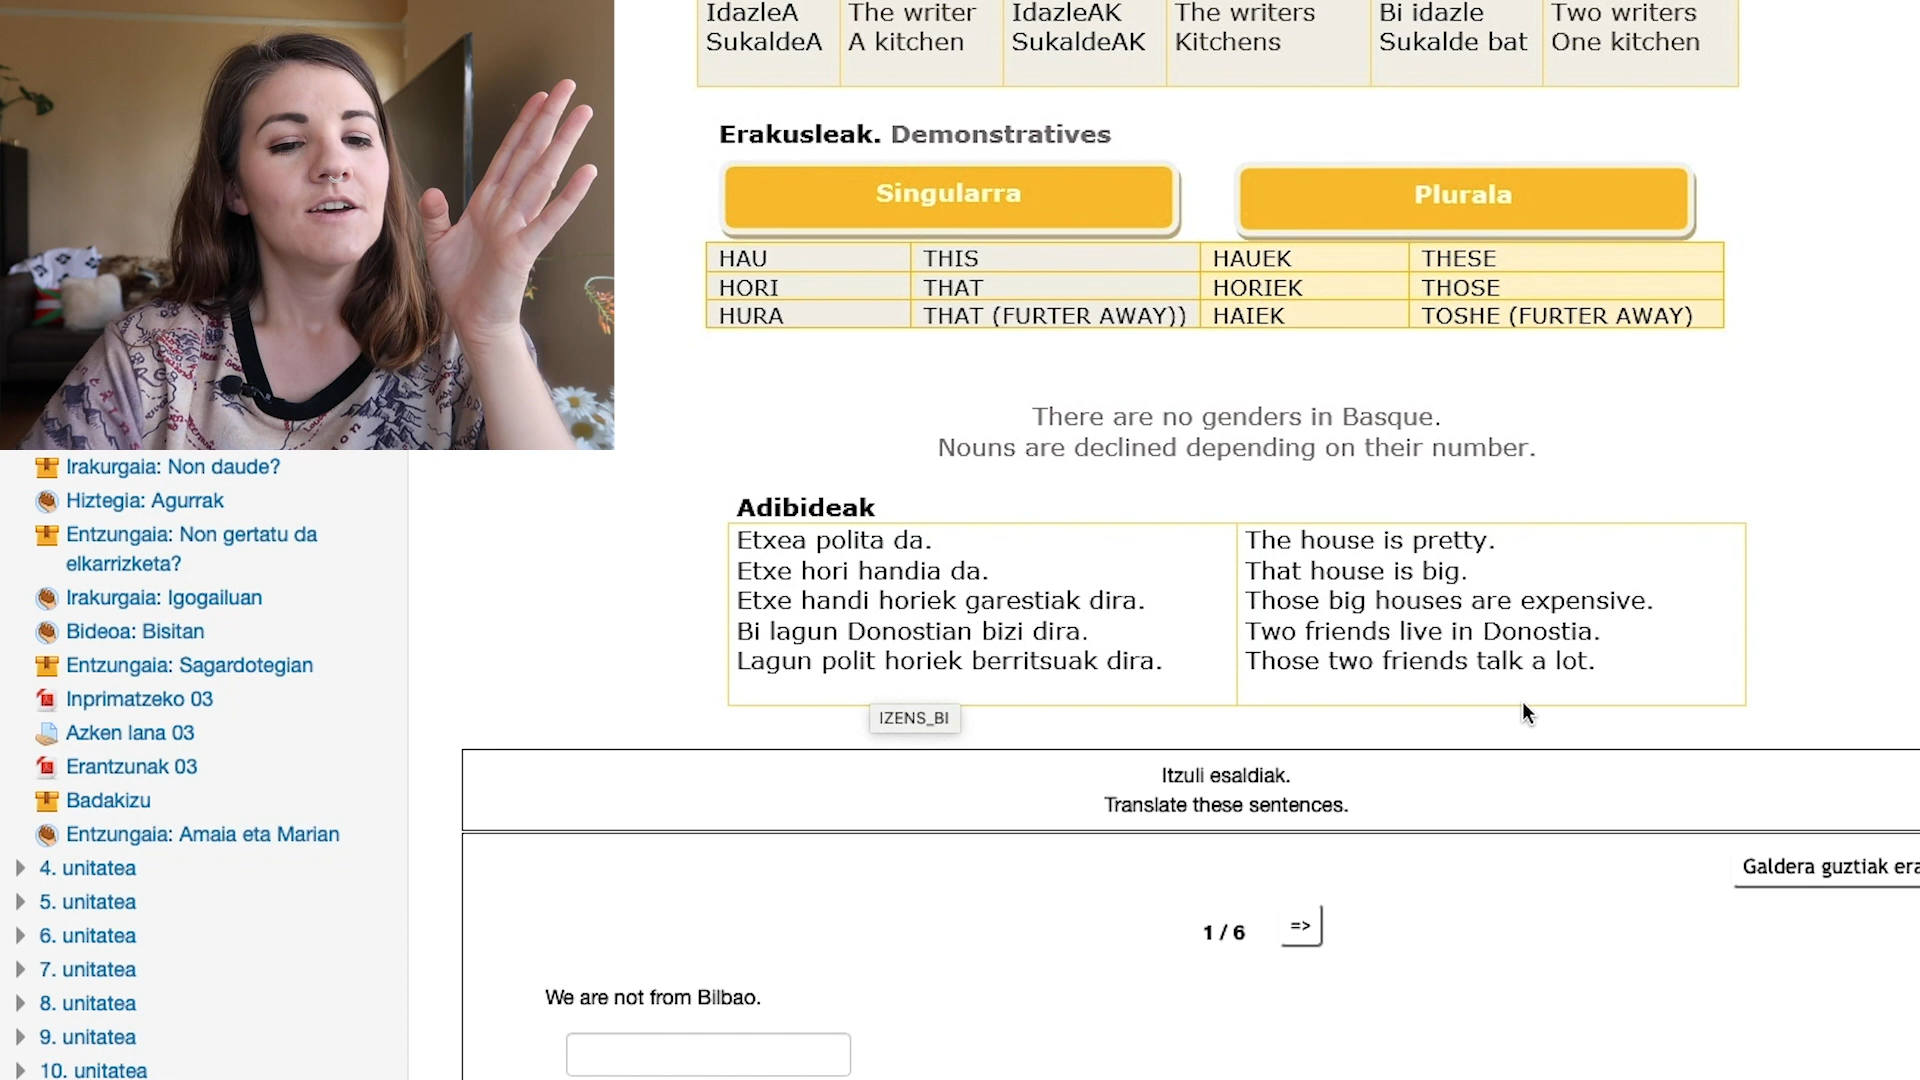 IdazleA The writer IdazleAK The writers Bi idazle Two writers
SukaldeA A kitchen SukaldeAK Kitchens Sukalde bat One kitchen
Erakusleak. Demonstratives
Singularra Plurala
HAU THIS HAUEK THESE
HORI THAT HORIEK THOSE
HURA THAT (FURTER AWAY)) HAIEK TOSHE (FURTER AWAY)
There are no genders in Basque.
Nouns are declined depending on their number.
Adibideak
Etxea polita da. The house is pretty.
Etxe hori handia da. That house is big.
Etxe handi horiek garestiak dira. Those big houses are expensive.
Bi lagun Donostian bizi dira. Two friends live in Donostia.
Lagun polit horiek berritsuak dira. Those two friends talk a lot.
IZENS_BI
Itzuli esaldiak.
Translate these sentences.
Galdera guztiak era
1 / 6 =>
We are not from Bilbao.
Irakurgaia: Non daude?
Hiztegia: Agurrak
Entzungaia: Non gertatu da
elkarrizketa?
Irakurgaia: Igogailuan
Bideoa: Bisitan
Entzungaia: Sagardotegian
Inprimatzeko 03
Azken lana 03
Erantzunak 03
Badakizu
Entzungaia: Amaia eta Marian
4. unitatea
5. unitatea
6. unitatea
7. unitatea
8. unitatea
9. unitatea
10. unitatea